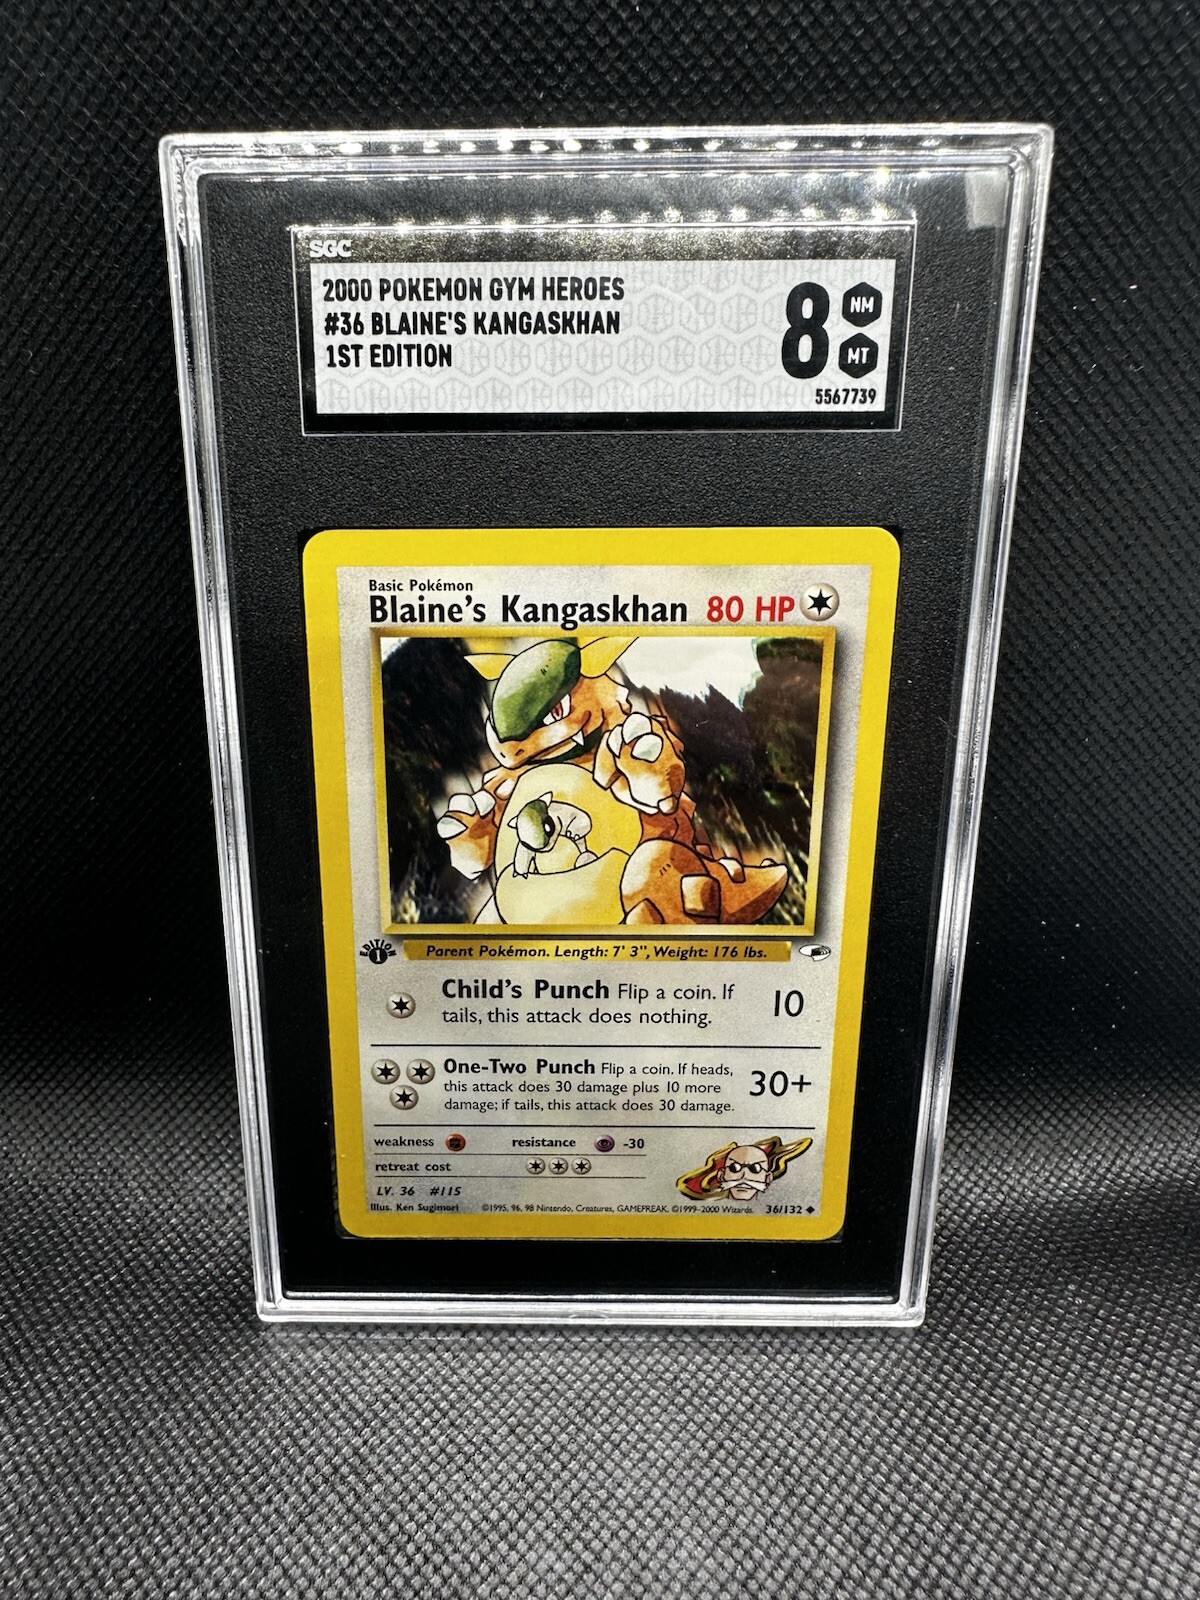 SGC
2000 POKEMON GYM HEROES
#36 BLAINE'S KANGASKHAN
1ST EDITION
8 NM
MT
5567739
Basic Pokémon
Blaine's Kangaskhan 80 HP
EDITION
1
Parent Pokémon. Length: 7' 3", Weight: 176 lbs.
Child's Punch Flip a coin. If
tails, this attack does nothing.
10
One-Two Punch Flip a coin. If heads,
this attack does 30 damage plus 10 more
damage; if tails, this attack does 30 damage.
30+
weakness resistance -30
retreat cost
LV. 36 #115
Illus. Ken Sugimori ©1995, 96, 98 Nintendo, Creatures, GAMEFREAK. ©1999-2000 Wizards. 36/132